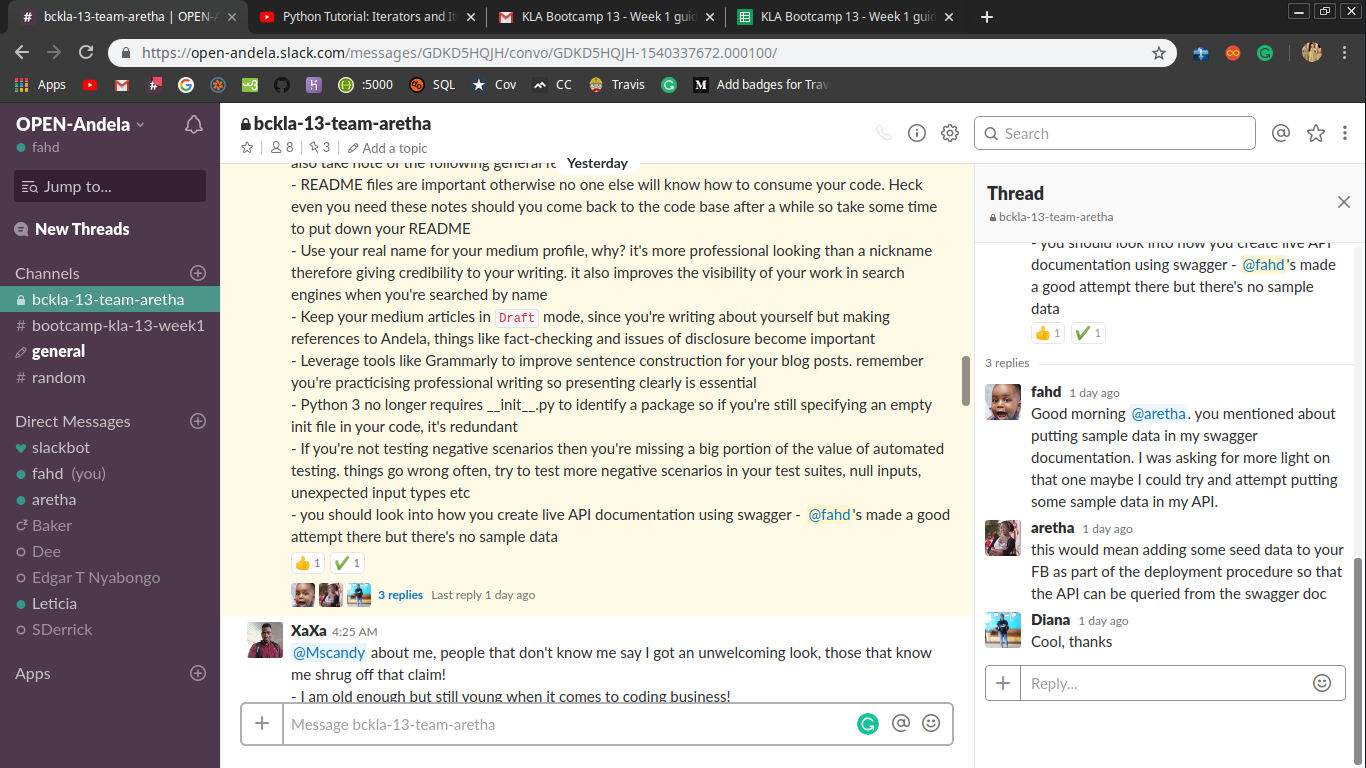 bckla-13-team-aretha | OPEN-A
Python Tutorial: Iterators and It
KLA Bootcamp 13 - Week 1 guid
KLA Bootcamp 13 - Week 1 guid
https://open-andela.slack.com/messages/GDKD5HQJH/convo/GDKD5HQJH-1540337672.000100/
Apps
:5000
SQL
Cov
CC
Travis
Add badges for Trav
OPEN-Andela
fahd
Jump to...
New Threads
Channels
bckla-13-team-aretha
# bootcamp-kla-13-week1
general
# random
Direct Messages
slackbot
fahd (you)
aretha
Baker
Dee
Edgar T Nyabongo
Leticia
SDerrick
Apps
bckla-13-team-aretha
8
3
Add a topic
Search
also take note of the following general
Yesterday
- README files are important otherwise no one else will know how to consume your code. Heck
even you need these notes should you come back to the code base after a while so take some time
to put down your README
- Use your real name for your medium profile, why? it's more professional looking than a nickname
therefore giving credibility to your writing. it also improves the visibility of your work in search
engines when you're searched by name
- Keep your medium articles in Draft mode, since you're writing about yourself but making
references to Andela, things like fact-checking and issues of disclosure become important
- Leverage tools like Grammarly to improve sentence construction for your blog posts. remember
you're practicising professional writing so presenting clearly is essential
- Python 3 no longer requires __init__.py to identify a package so if you're still specifying an empty
init file in your code, it's redundant
- If you're not testing negative scenarios then you're missing a big portion of the value of automated
testing. things go wrong often, try to test more negative scenarios in your test suites, null inputs,
unexpected input types etc
- you should look into how you create live API documentation using swagger - @fahd's made a good
attempt there but there's no sample data
1
1
3 replies Last reply 1 day ago
XaXa 4:25 AM
@Mscandy about me, people that don't know me say I got an unwelcoming look, those that know
me shrug off that claim!
- I am old enough but still young when it comes to coding business!
Message bckla-13-team-aretha
Thread
bckla-13-team-aretha
- you should look into how you create live API
documentation using swagger - @fahd's made
a good attempt there but there's no sample
data
1
1
3 replies
fahd 1 day ago
Good morning @aretha. you mentioned about
putting sample data in my swagger
documentation. I was asking for more light on
that one maybe I could try and attempt putting
some sample data in my API.
aretha 1 day ago
this would mean adding some seed data to your
FB as part of the deployment procedure so that
the API can be queried from the swagger doc
Diana 1 day ago
Cool, thanks
Reply...